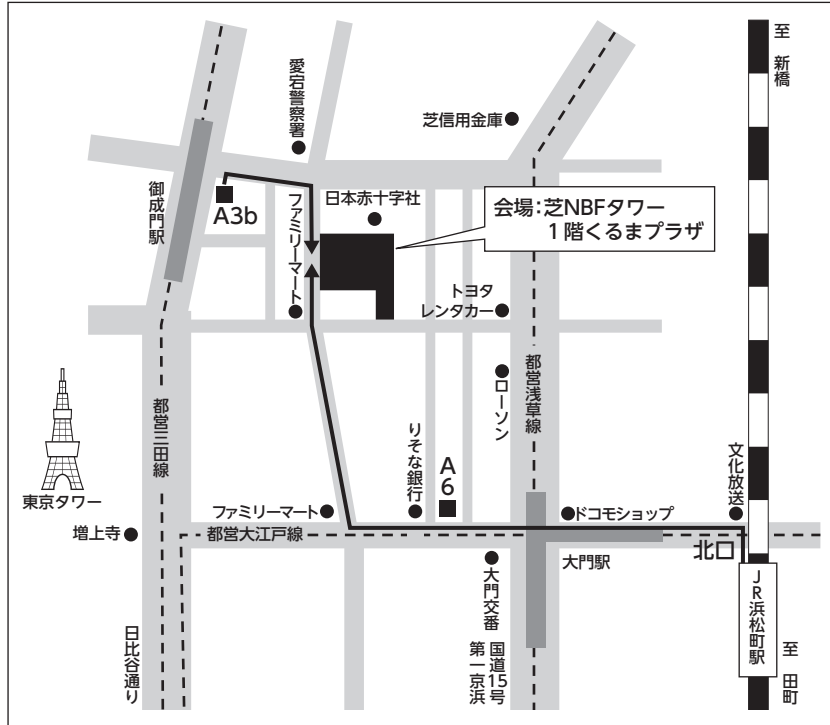 至 新橋
愛宕警察署
芝信用金庫
御成門駅
A3b
日本赤十字社
ファミリーマート
会場：芝NBFタワー
1階くるまプラザ
トヨタ
レンタカー
都営三田線
都営浅草線
ローソン
東京タワー
りそな銀行
A
6
文化放送
ファミリーマート
ドコモショップ
増上寺
都営大江戸線
北口
大門駅
大門交番
JR浜松町駅
日比谷通り
国道15号
第一京浜
至 田町